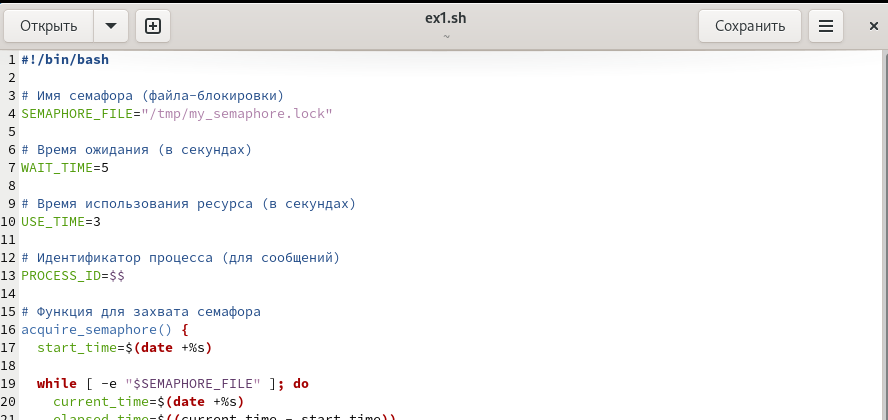 Открыть
ex1.sh
~
Сохранить
1 #!/bin/bash
2
3 # Имя семафора (файла-блокировки)
4 SEMAPHORE_FILE="/tmp/my_semaphore.lock"
5
6 # Время ожидания (в секундах)
7 WAIT_TIME=5
8
9 # Время использования ресурса (в секундах)
10 USE_TIME=3
11
12 # Идентификатор процесса (для сообщений)
13 PROCESS_ID=$$
14
15 # Функция для захвата семафора
16 acquire_semaphore() {
17   start_time=$(date +%s)
18
19   while [ -e "$SEMAPHORE_FILE" ]; do
20     current_time=$(date +%s)
21     elapsed_time=$((current_time - start_time))